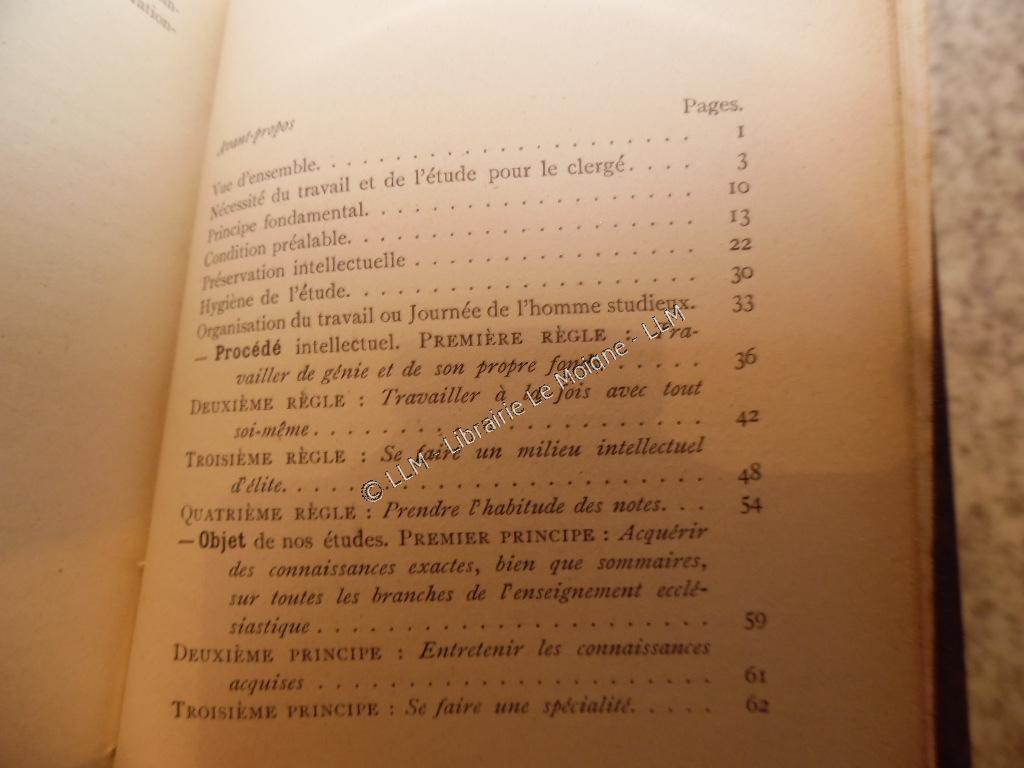 vation-
Pages.
Avant-propos
Vue d'ensemble. . . . . . . . . . . . . . . . . . . . 1
Nécessité du travail et de l'étude pour le clergé. . . . 3
Principe fondamental. . . . . . . . . . . . . . . . . . 10
Condition préalable. . . . . . . . . . . . . . . . . . 13
Préservation intellectuelle . . . . . . . . . . . . . . . 22
Hygiène de l'étude. . . . . . . . . . . . . . . . . . 30
Organisation du travail ou Journée de l'homme studieux. 33
— Procédé intellectuel. PREMIÈRE RÈGLE : Tra-
vailler de génie et de son propre fonds . . . . . . 36
DEUXIÈME RÈGLE : Travailler à la fois avec tout
soi-même . . . . . . . . . . . . . . . . . . . . . 42
TROISIÈME RÈGLE : Se faire un milieu intellectuel
d'élite. . . . . . . . . . . . . . . . . . . . . . . 48
QUATRIÈME RÈGLE : Prendre l'habitude des notes. . . 54
— Objet de nos études. PREMIER PRINCIPE : Acquérir
des connaissances exactes, bien que sommaires,
sur toutes les branches de l'enseignement ecclé-
siastique . . . . . . . . . . . . . . . . . . . . . 59
DEUXIÈME PRINCIPE : Entretenir les connaissances
acquises . . . . . . . . . . . . . . . . . . . . . 61
TROISIÈME PRINCIPE : Se faire une spécialité. . . . . 62
© LLM - Librairie Le Moigne - LLM